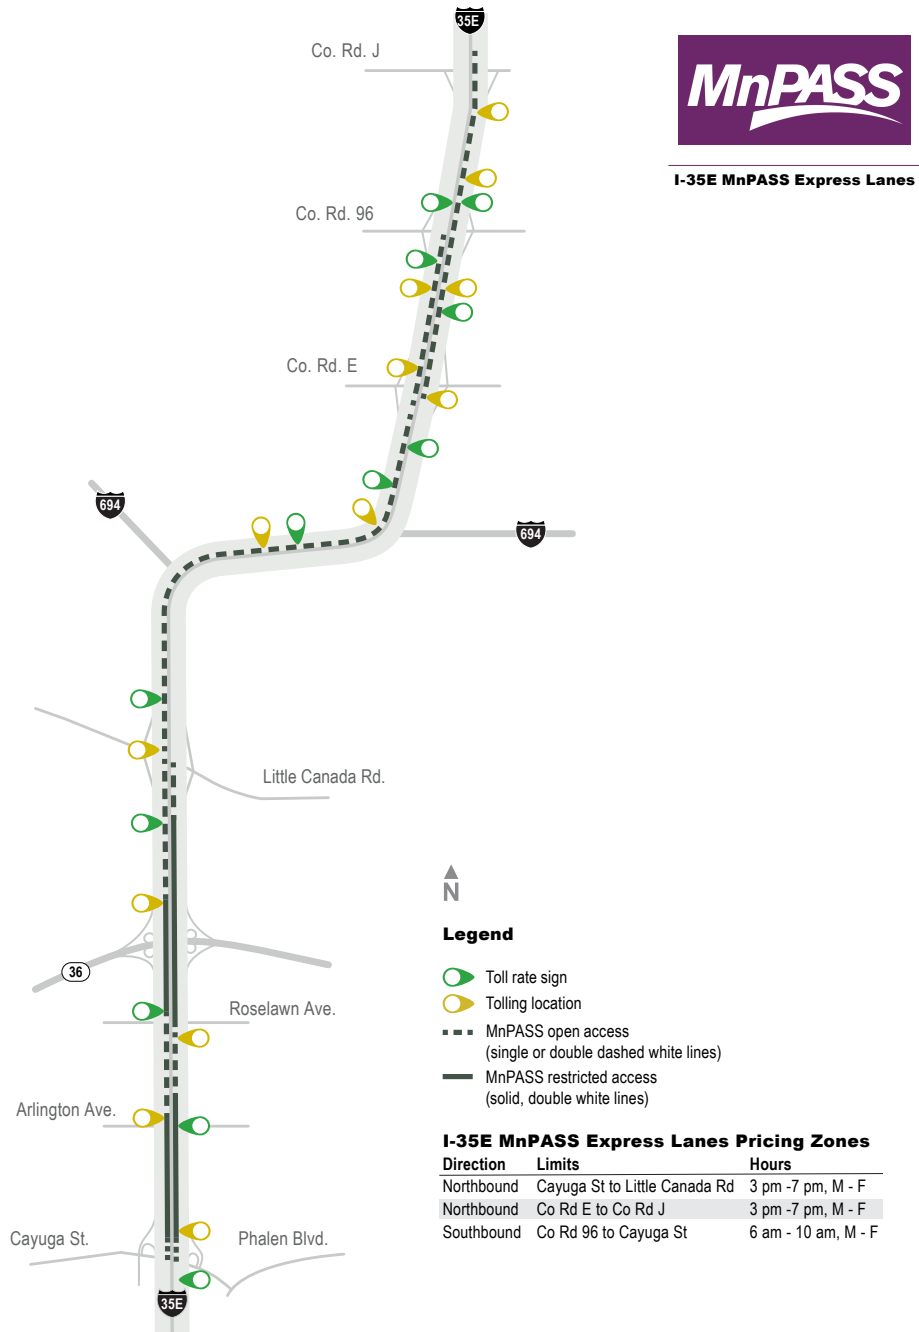 35E
Co. Rd. J
MnPASS
I-35E MnPASS Express Lanes
Co. Rd. 96
Co. Rd. E
694
694
Little Canada Rd.
N
Legend
Toll rate sign
Tolling location
MnPASS open access
(single or double dashed white lines)
MnPASS restricted access
(solid, double white lines)
36
Roselawn Ave.
Arlington Ave.
I-35E MnPASS Express Lanes Pricing Zones
Direction Limits Hours
Northbound Cayuga St to Little Canada Rd 3 pm -7 pm, M - F
Northbound Co Rd E to Co Rd J 3 pm -7 pm, M - F
Southbound Co Rd 96 to Cayuga St 6 am - 10 am, M - F
Cayuga St.
Phalen Blvd.
35E